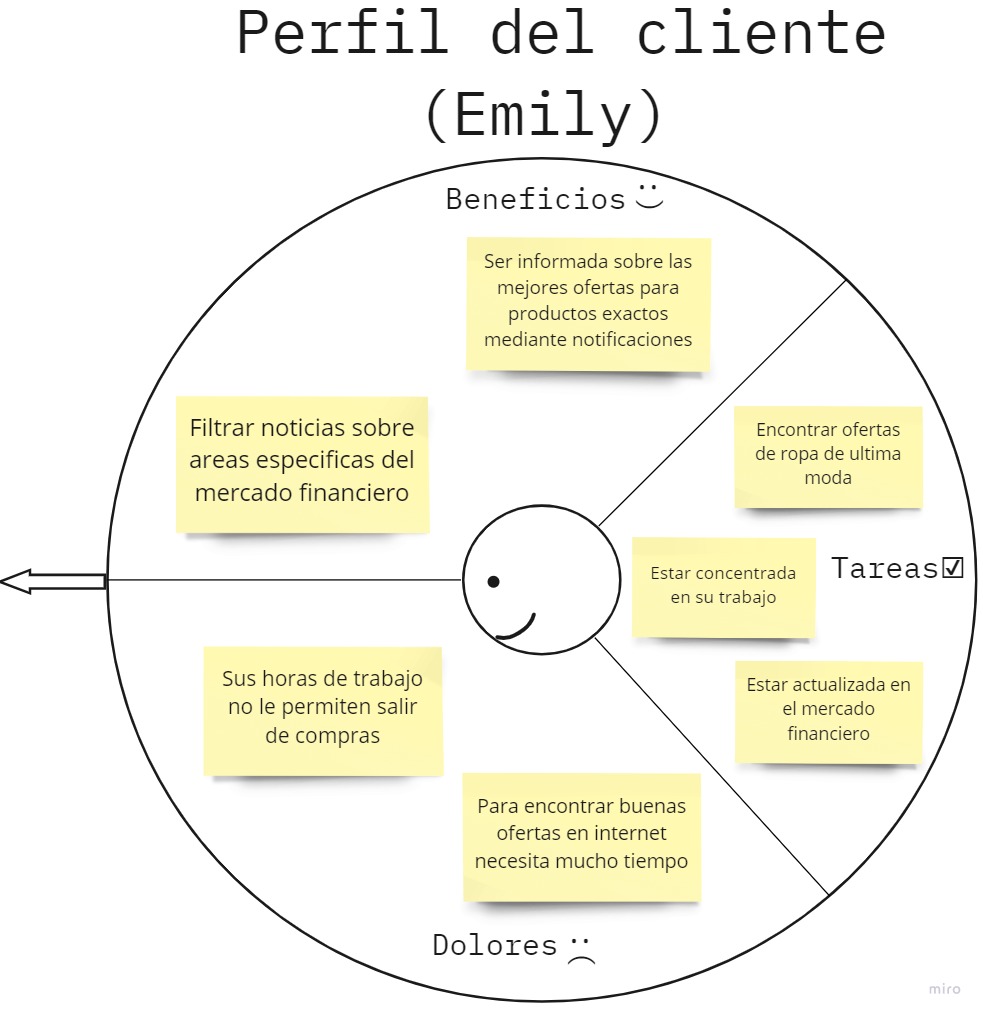 Perfil del cliente
(Emily)
Beneficios
Ser informada sobre las
mejores ofertas para
productos exactos
mediante notificaciones
Filtrar noticias sobre
areas especificas del
mercado financiero
Encontrar ofertas
de ropa de ultima
moda
Tareas
Estar concentrada
en su trabajo
Estar actualizada en
el mercado
financiero
Sus horas de trabajo
no le permiten salir
de compras
Para encontrar buenas
ofertas en internet
necesita mucho tiempo
Dolores
miro